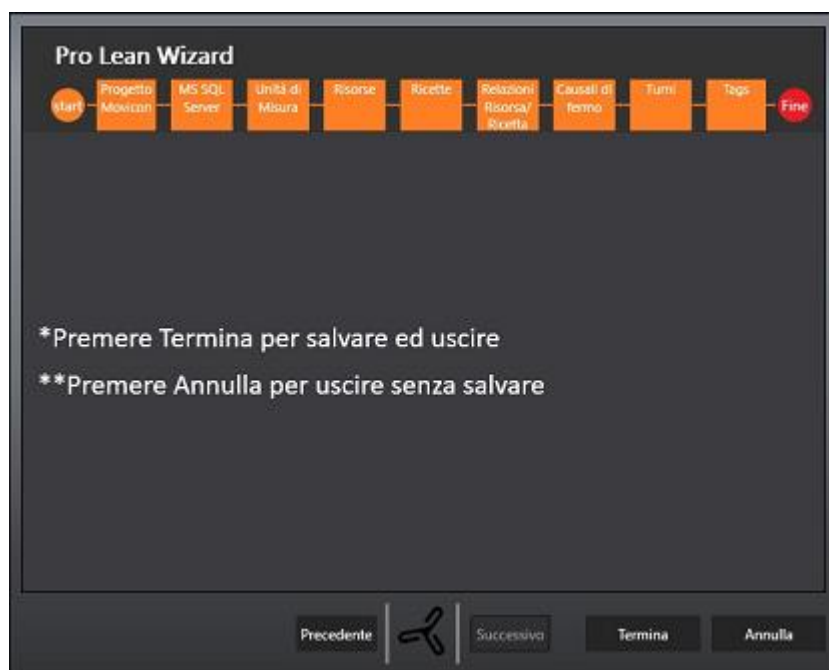 Pro Lean Wizard
start
Progetto
Movicon
MS SQL
Server
Unità di
Misura
Risorse
Ricette
Relazioni
Risorsa/
Ricetta
Causali di
fermo
Turni
Tags
Fine
*Premere Termina per salvare ed uscire
**Premere Annulla per uscire senza salvare
Precedente
Successivo
Termina
Annulla